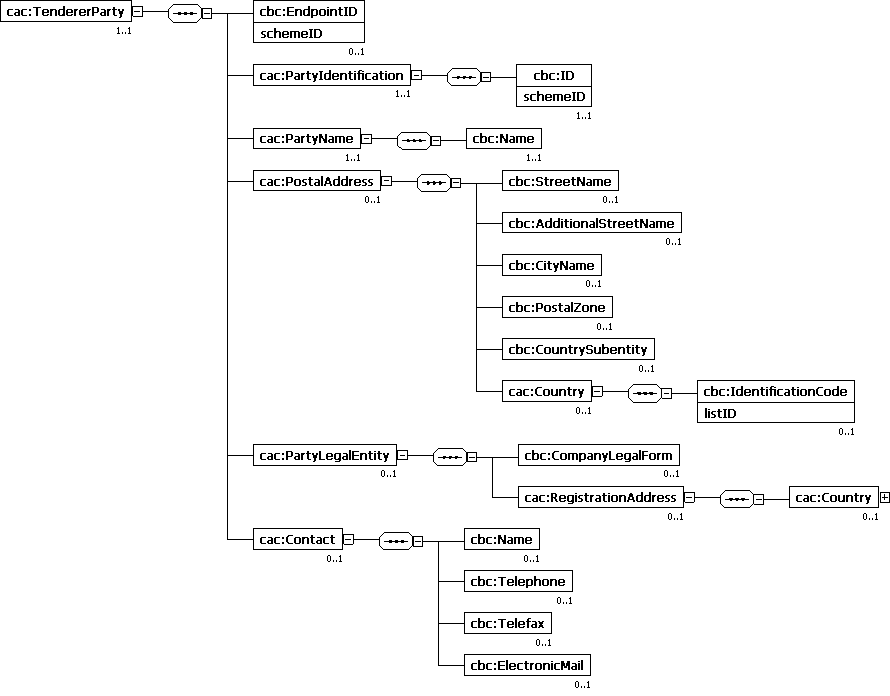 cac:TendererParty
1..1
cbc:EndpointID
schemeID
0..1
cac:PartyIdentification
1..1
cbc:ID
schemeID
1..1
cac:PartyName
1..1
cbc:Name
1..1
cac:PostalAddress
0..1
cbc:StreetName
0..1
cbc:AdditionalStreetName
0..1
cbc:CityName
0..1
cbc:PostalZone
0..1
cbc:CountrySubentity
0..1
cac:Country
0..1
cbc:IdentificationCode
listID
0..1
cac:PartyLegalEntity
0..1
cbc:CompanyLegalForm
0..1
cac:RegistrationAddress
0..1
cac:Country
0..1
cac:Contact
0..1
cbc:Name
0..1
cbc:Telephone
0..1
cbc:Telefax
0..1
cbc:ElectronicMail
0..1